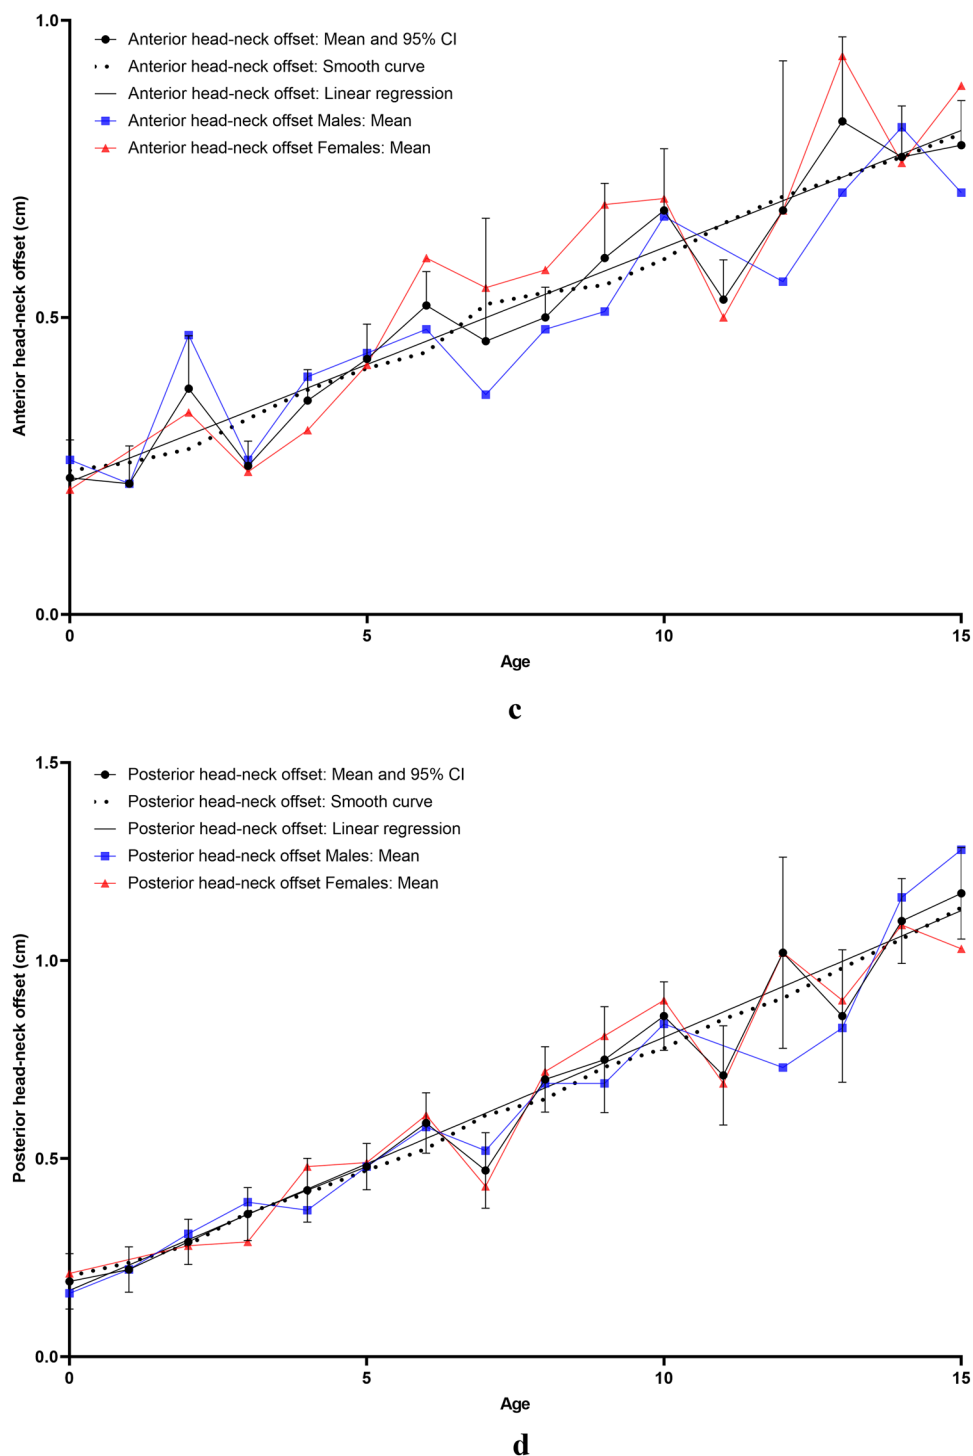 1.0
Anterior head-neck offset: Mean and 95% CI
Anterior head-neck offset: Smooth curve
Anterior head-neck offset: Linear regression
Anterior head-neck offset Males: Mean
Anterior head-neck offset Females: Mean
Anterior head-neck offset (cm)
0.5
0.0
0 5 10 15
Age
c
1.5
Posterior head-neck offset: Mean and 95% CI
Posterior head-neck offset: Smooth curve
Posterior head-neck offset: Linear regression
Posterior head-neck offset Males: Mean
Posterior head-neck offset Females: Mean
Posterior head-neck offset (cm)
1.0
0.5
0.0
0 5 10 15
Age
d